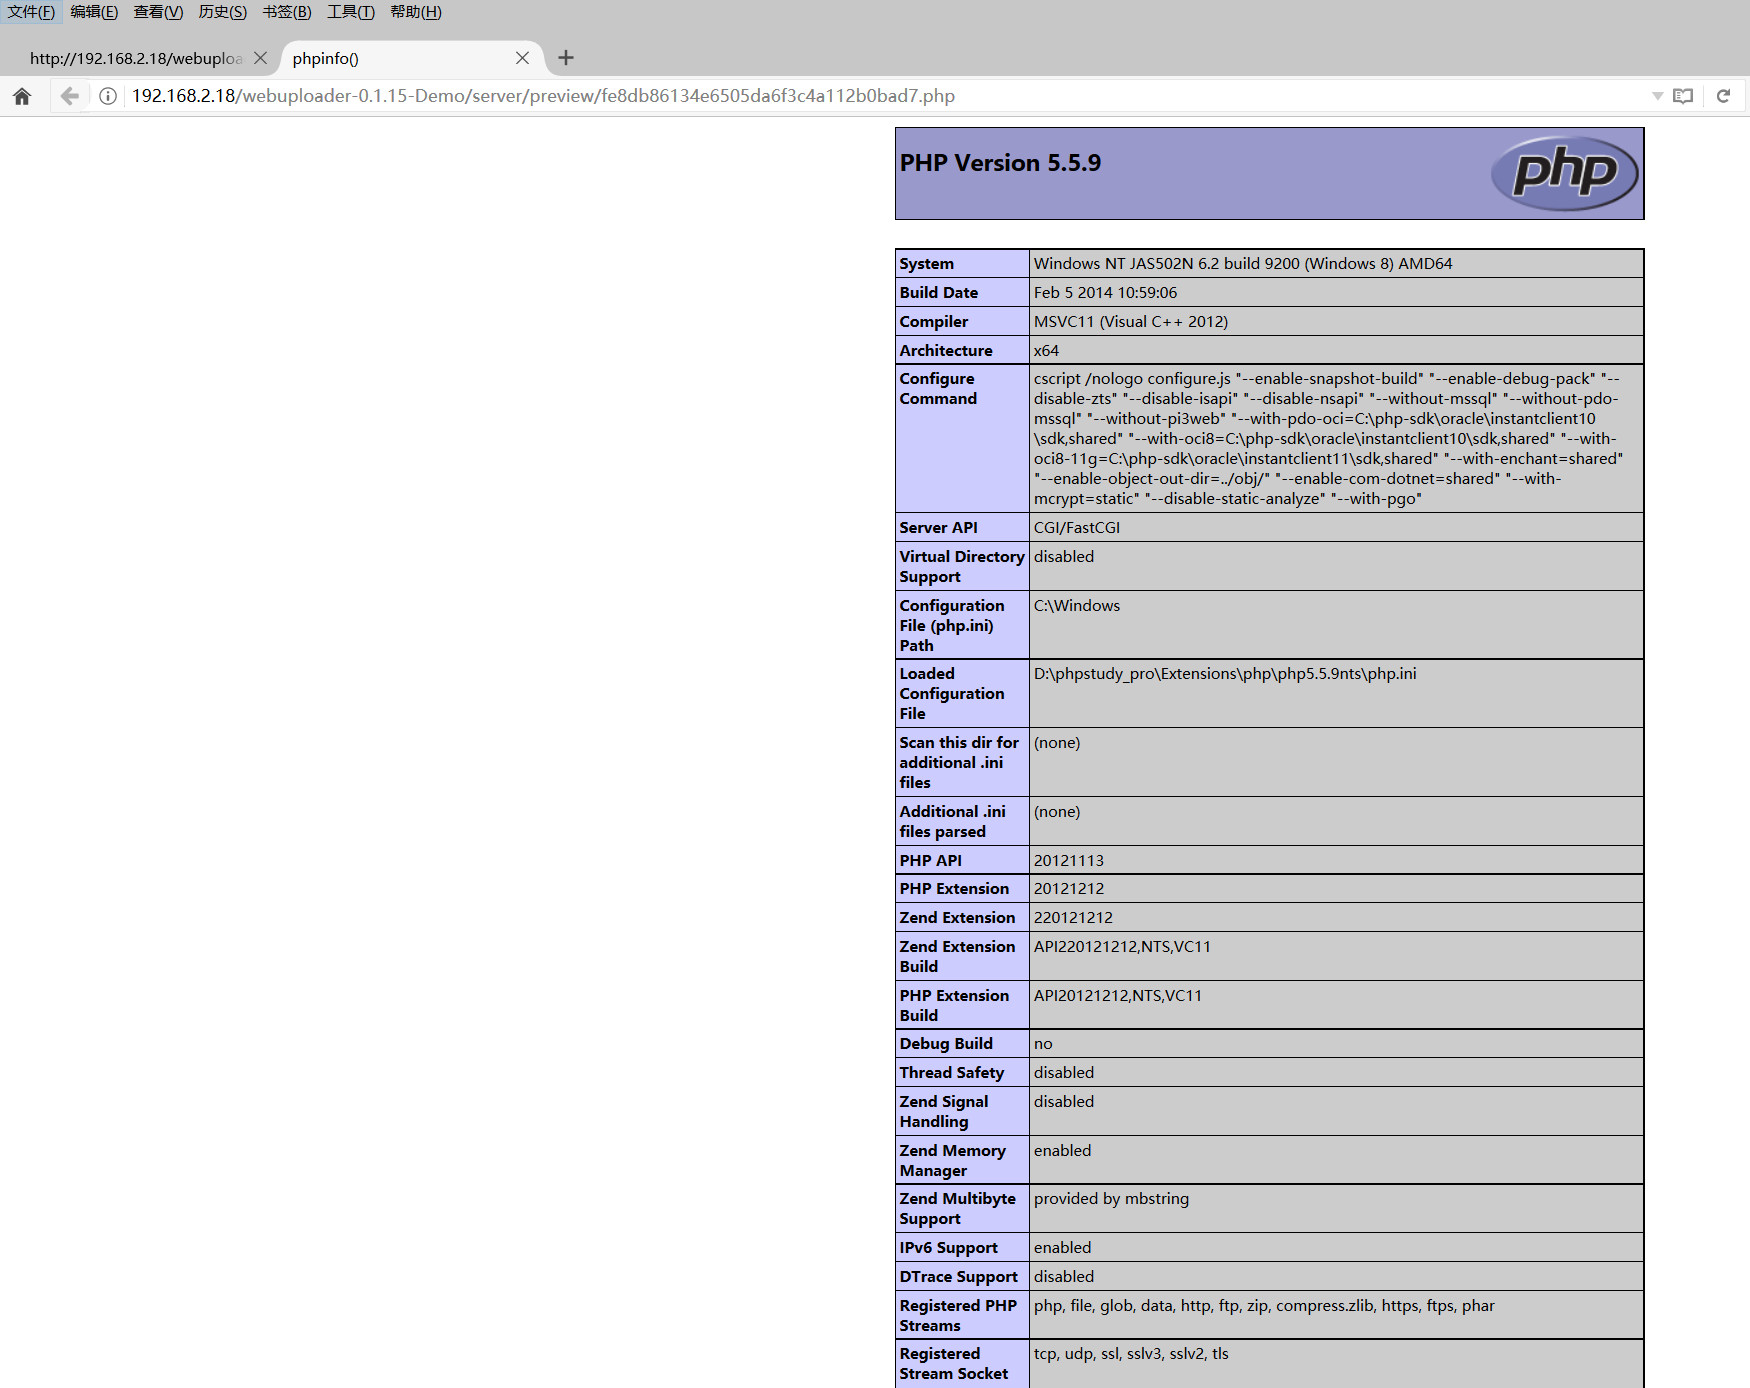 文件(F) 编辑(E) 查看(V) 历史(S) 书签(B) 工具(T) 帮助(H)
http://192.168.2.18/webuploa
phpinfo()
192.168.2.18/webuploader-0.1.15-Demo/server/preview/fe8db86134e6505da6f3c4a112b0bad7.php
PHP Version 5.5.9
php
System
Windows NT JAS502N 6.2 build 9200 (Windows 8) AMD64
Build Date
Feb 5 2014 10:59:06
Compiler
MSVC11 (Visual C++ 2012)
Architecture
x64
Configure
Command
cscript /nologo configure.js "--enable-snapshot-build" "--enable-debug-pack" "--
disable-zts" "--disable-isapi" "--disable-nsapi" "--without-mssql" "--without-pdo-
mssql" "--without-pi3web" "--with-pdo-oci=C:\php-sdk\oracle\instantclient10
\sdk,shared" "--with-oci8=C:\php-sdk\oracle\instantclient10\sdk,shared" "--with-
oci8-11g=C:\php-sdk\oracle\instantclient11\sdk,shared" "--with-enchant=shared"
"--enable-object-out-dir=../obj/" "--enable-com-dotnet=shared" "--with-
mcrypt=static" "--disable-static-analyze" "--with-pgo"
Server API
CGI/FastCGI
Virtual Directory
Support
disabled
Configuration
File (php.ini)
Path
C:\Windows
Loaded
Configuration
File
D:\phpstudy_pro\Extensions\php\php5.5.9nts\php.ini
Scan this dir for
additional .ini
files
(none)
Additional .ini
files parsed
(none)
PHP API
20121113
PHP Extension
20121212
Zend Extension
220121212
Zend Extension
Build
API220121212,NTS,VC11
PHP Extension
Build
API20121212,NTS,VC11
Debug Build
no
Thread Safety
disabled
Zend Signal
Handling
disabled
Zend Memory
Manager
enabled
Zend Multibyte
Support
provided by mbstring
IPv6 Support
enabled
DTrace Support
disabled
Registered PHP
Streams
php, file, glob, data, http, ftp, zip, compress.zlib, https, ftps, phar
Registered
Stream Socket
tcp, udp, ssl, sslv3, sslv2, tls